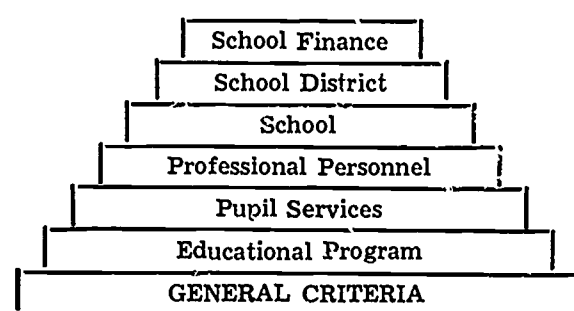 School Finance
School District
School
Professional Personnel
Pupil Services
Educational Program
GENERAL CRITERIA